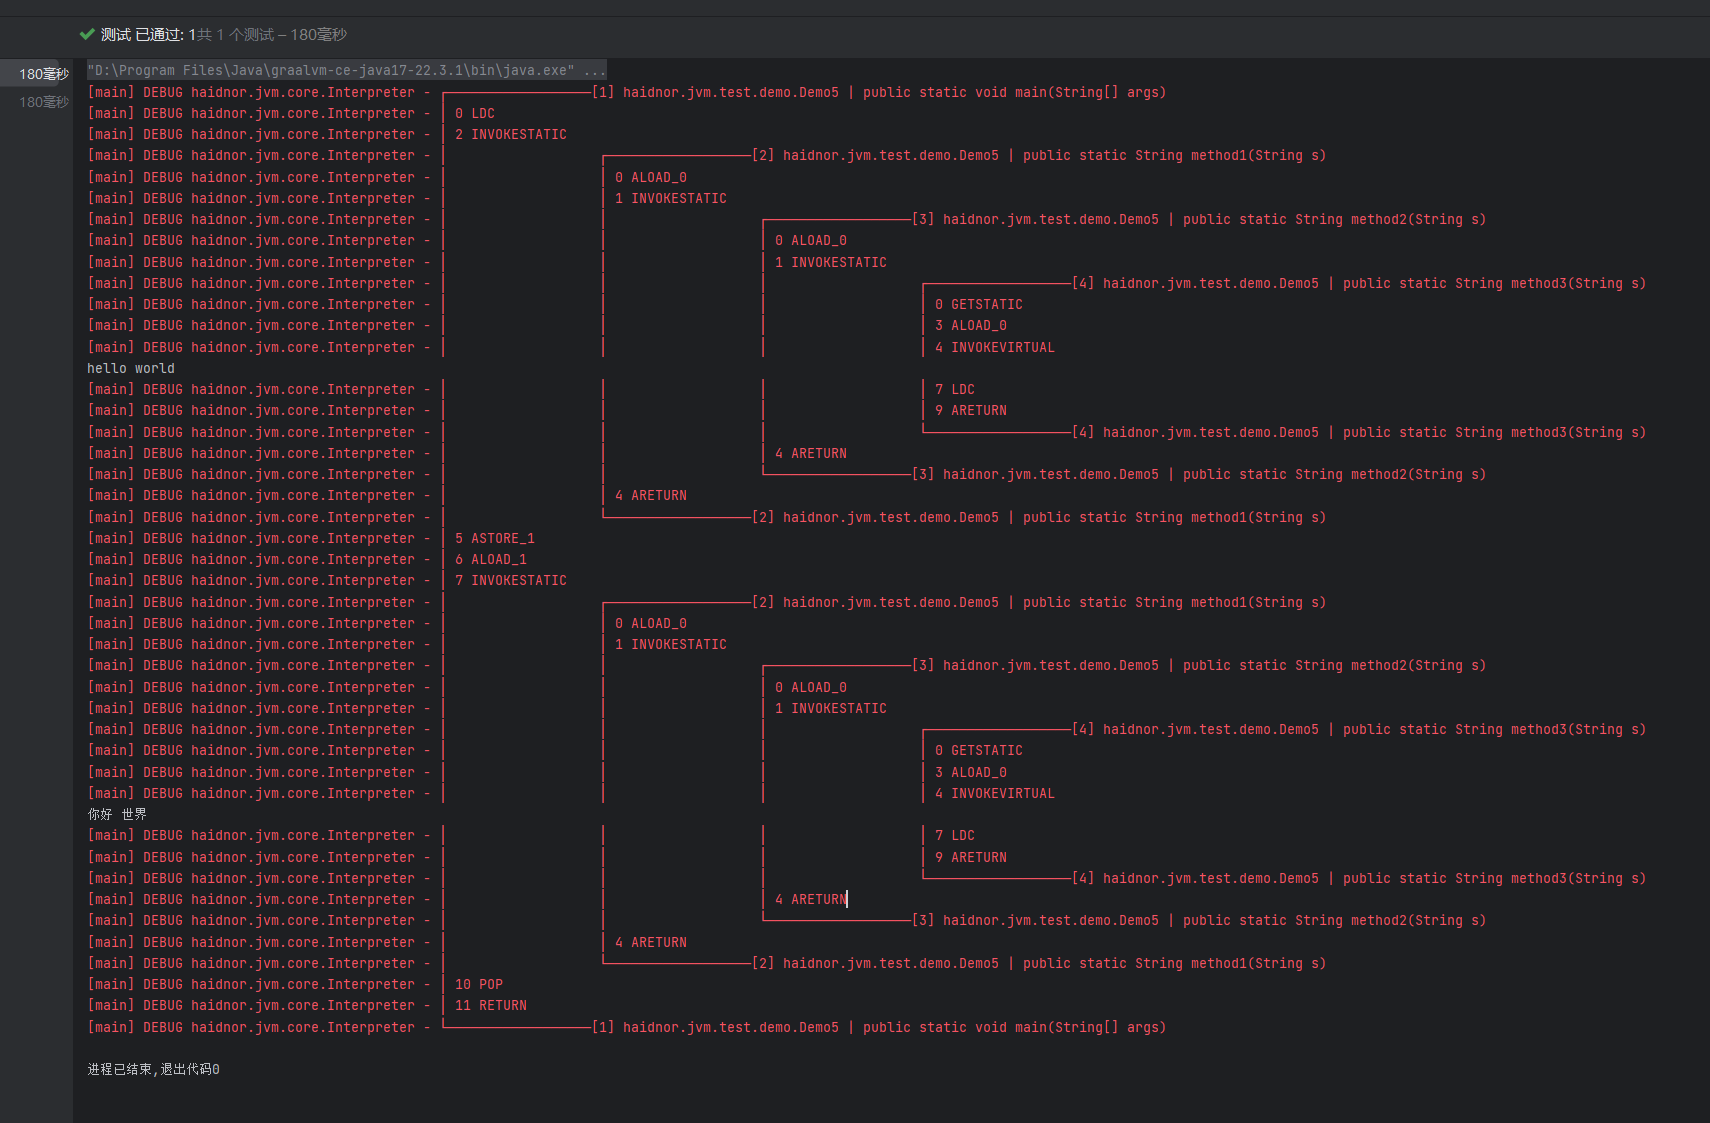 测试 已通过: 1共 1 个测试 – 180毫秒
180毫秒
180毫秒
"D:\Program Files\Java\graalvm-ce-java17-22.3.1\bin\java.exe" ...
[main] DEBUG haidnor.jvm.core.Interpreter - ┌──────────────────[1] haidnor.jvm.test.demo.Demo5 | public static void main(String[] args)
[main] DEBUG haidnor.jvm.core.Interpreter - │ 0 LDC
[main] DEBUG haidnor.jvm.core.Interpreter - │ 2 INVOKESTATIC
[main] DEBUG haidnor.jvm.core.Interpreter - │                   ┌──────────────────[2] haidnor.jvm.test.demo.Demo5 | public static String method1(String s)
[main] DEBUG haidnor.jvm.core.Interpreter - │                   │ 0 ALOAD_0
[main] DEBUG haidnor.jvm.core.Interpreter - │                   │ 1 INVOKESTATIC
[main] DEBUG haidnor.jvm.core.Interpreter - │                   │                   ┌──────────────────[3] haidnor.jvm.test.demo.Demo5 | public static String method2(String s)
[main] DEBUG haidnor.jvm.core.Interpreter - │                   │                   │ 0 ALOAD_0
[main] DEBUG haidnor.jvm.core.Interpreter - │                   │                   │ 1 INVOKESTATIC
[main] DEBUG haidnor.jvm.core.Interpreter - │                   │                   │                   ┌──────────────────[4] haidnor.jvm.test.demo.Demo5 | public static String method3(String s)
[main] DEBUG haidnor.jvm.core.Interpreter - │                   │                   │                   │ 0 GETSTATIC
[main] DEBUG haidnor.jvm.core.Interpreter - │                   │                   │                   │ 3 ALOAD_0
[main] DEBUG haidnor.jvm.core.Interpreter - │                   │                   │                   │ 4 INVOKEVIRTUAL
hello world
[main] DEBUG haidnor.jvm.core.Interpreter - │                   │                   │                   │ 7 LDC
[main] DEBUG haidnor.jvm.core.Interpreter - │                   │                   │                   │ 9 ARETURN
[main] DEBUG haidnor.jvm.core.Interpreter - │                   │                   │                   └──────────────────[4] haidnor.jvm.test.demo.Demo5 | public static String method3(String s)
[main] DEBUG haidnor.jvm.core.Interpreter - │                   │                   │ 4 ARETURN
[main] DEBUG haidnor.jvm.core.Interpreter - │                   │                   └──────────────────[3] haidnor.jvm.test.demo.Demo5 | public static String method2(String s)
[main] DEBUG haidnor.jvm.core.Interpreter - │                   │ 4 ARETURN
[main] DEBUG haidnor.jvm.core.Interpreter - │                   └──────────────────[2] haidnor.jvm.test.demo.Demo5 | public static String method1(String s)
[main] DEBUG haidnor.jvm.core.Interpreter - │ 5 ASTORE_1
[main] DEBUG haidnor.jvm.core.Interpreter - │ 6 ALOAD_1
[main] DEBUG haidnor.jvm.core.Interpreter - │ 7 INVOKESTATIC
[main] DEBUG haidnor.jvm.core.Interpreter - │                   ┌──────────────────[2] haidnor.jvm.test.demo.Demo5 | public static String method1(String s)
[main] DEBUG haidnor.jvm.core.Interpreter - │                   │ 0 ALOAD_0
[main] DEBUG haidnor.jvm.core.Interpreter - │                   │ 1 INVOKESTATIC
[main] DEBUG haidnor.jvm.core.Interpreter - │                   │                   ┌──────────────────[3] haidnor.jvm.test.demo.Demo5 | public static String method2(String s)
[main] DEBUG haidnor.jvm.core.Interpreter - │                   │                   │ 0 ALOAD_0
[main] DEBUG haidnor.jvm.core.Interpreter - │                   │                   │ 1 INVOKESTATIC
[main] DEBUG haidnor.jvm.core.Interpreter - │                   │                   │                   ┌──────────────────[4] haidnor.jvm.test.demo.Demo5 | public static String method3(String s)
[main] DEBUG haidnor.jvm.core.Interpreter - │                   │                   │                   │ 0 GETSTATIC
[main] DEBUG haidnor.jvm.core.Interpreter - │                   │                   │                   │ 3 ALOAD_0
[main] DEBUG haidnor.jvm.core.Interpreter - │                   │                   │                   │ 4 INVOKEVIRTUAL
你好 世界
[main] DEBUG haidnor.jvm.core.Interpreter - │                   │                   │                   │ 7 LDC
[main] DEBUG haidnor.jvm.core.Interpreter - │                   │                   │                   │ 9 ARETURN
[main] DEBUG haidnor.jvm.core.Interpreter - │                   │                   │                   └──────────────────[4] haidnor.jvm.test.demo.Demo5 | public static String method3(String s)
[main] DEBUG haidnor.jvm.core.Interpreter - │                   │                   │ 4 ARETURN
[main] DEBUG haidnor.jvm.core.Interpreter - │                   │                   └──────────────────[3] haidnor.jvm.test.demo.Demo5 | public static String method2(String s)
[main] DEBUG haidnor.jvm.core.Interpreter - │                   │ 4 ARETURN
[main] DEBUG haidnor.jvm.core.Interpreter - │                   └──────────────────[2] haidnor.jvm.test.demo.Demo5 | public static String method1(String s)
[main] DEBUG haidnor.jvm.core.Interpreter - │ 10 POP
[main] DEBUG haidnor.jvm.core.Interpreter - │ 11 RETURN
[main] DEBUG haidnor.jvm.core.Interpreter - └──────────────────[1] haidnor.jvm.test.demo.Demo5 | public static void main(String[] args)
进程已结束,退出代码0